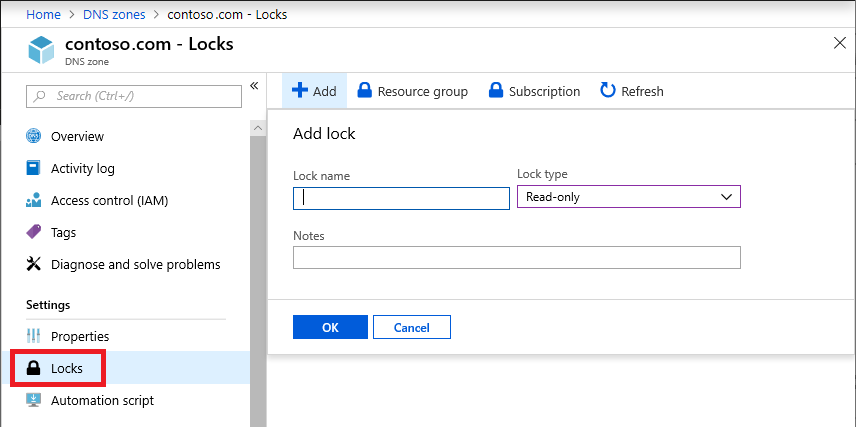 Home > DNS zones > contoso.com - Locks
contoso.com - Locks
DNS zone
Search (Ctrl+/)
Overview
Activity log
Access control (IAM)
Tags
Diagnose and solve problems
Settings
Properties
Locks
Automation script
Add Resource group Subscription Refresh
Add lock
Lock name Lock type
Read-only
Notes
OK Cancel